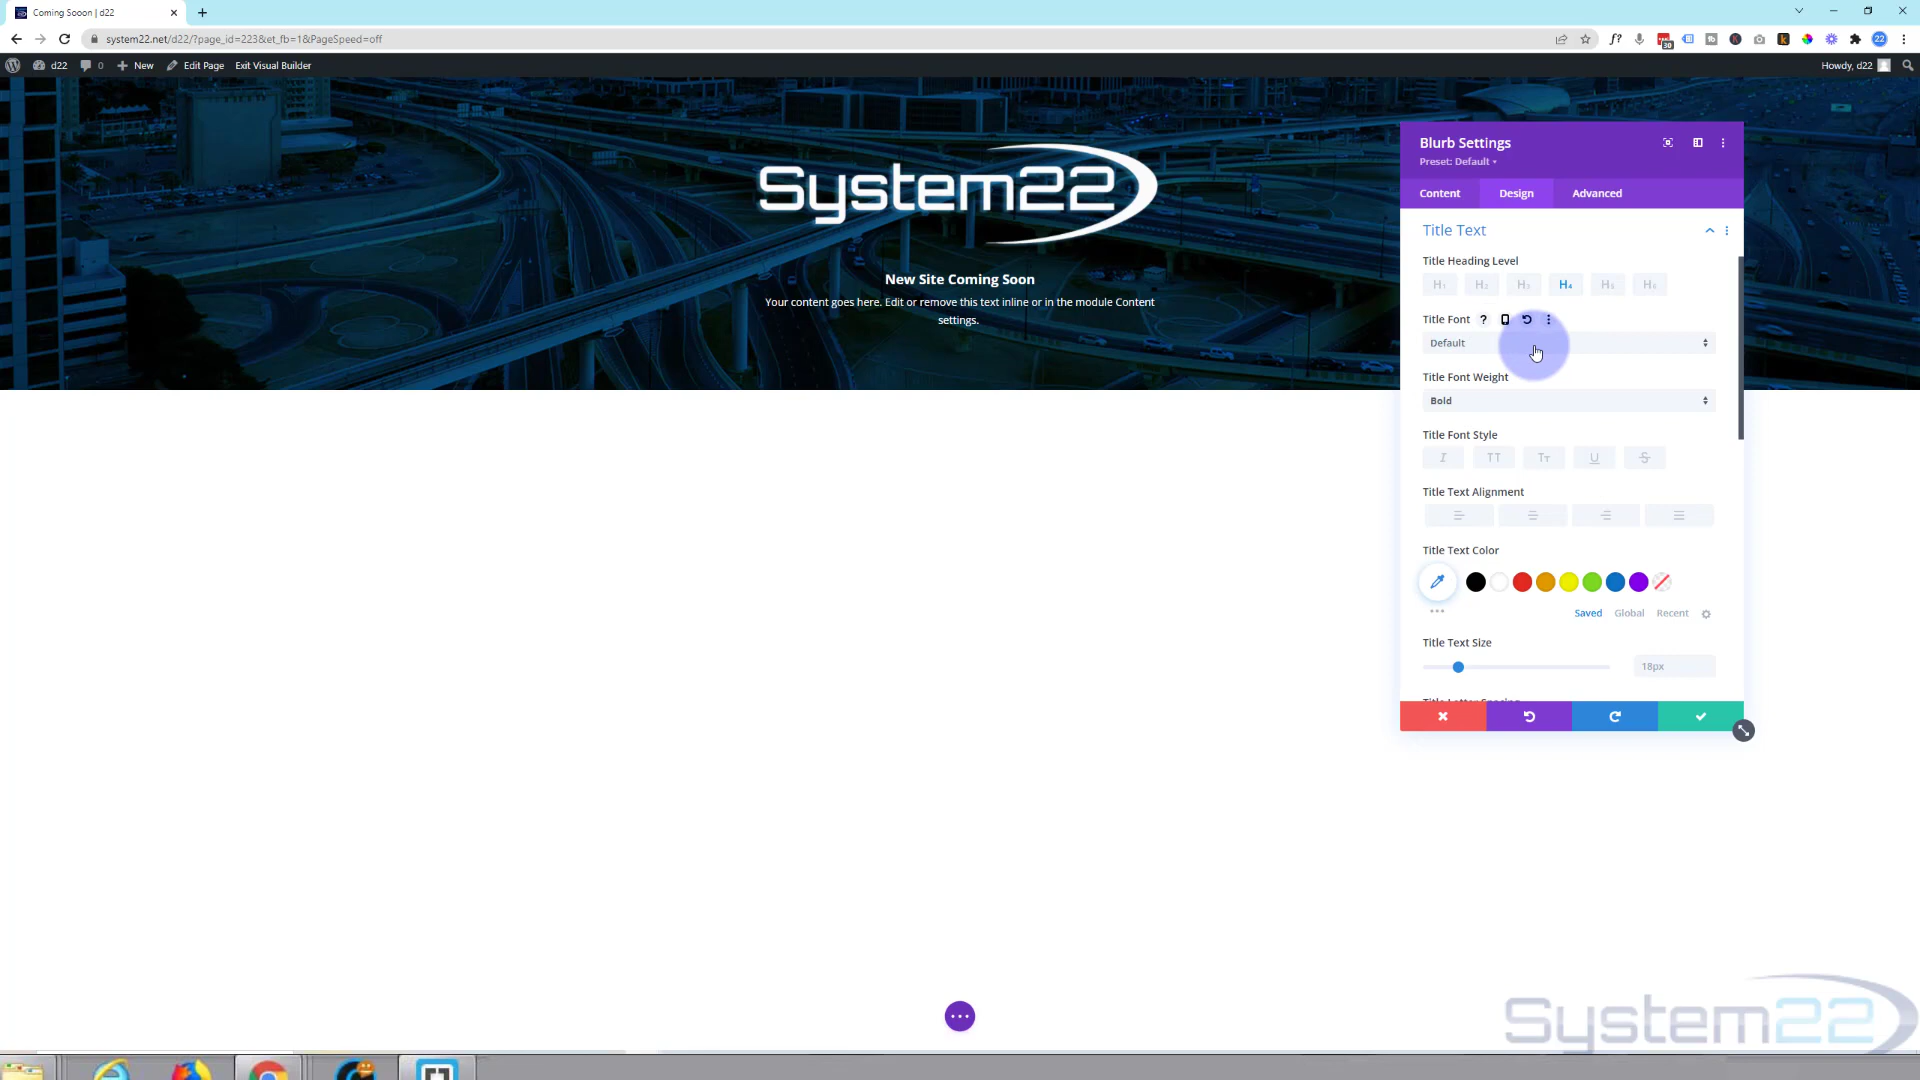 Coming Sooon | d22
system22.net/d22/?page_id=223&et_fb=1&PageSpeed=off
f?
30
22
d22
0
New
Edit Page
Exit Visual Builder
Howdy, d22
System22
New Site Coming Soon
Your content goes here. Edit or remove this text inline or in the module Content
settings.
Blurb Settings
Preset: Default
Content
Design
Advanced
Title Text
Title Heading Level
H1 H2 H3 H4 H5 H6
Title Font ?
Default
Title Font Weight
Bold
Title Font Style
I TT Tt U S
Title Text Alignment
Title Text Color
Saved Global Recent
Title Text Size
18px
System22